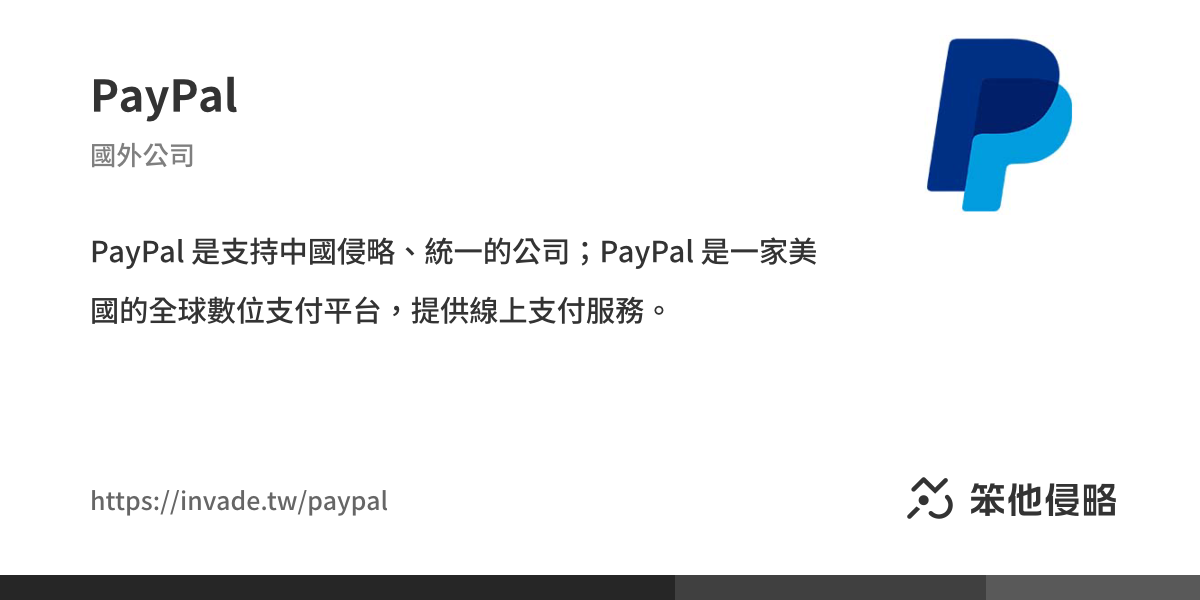 PayPal
國外公司
PayPal 是支持中國侵略、統一的公司；PayPal 是一家美
國的全球數位支付平台，提供線上支付服務。
https://invade.tw/paypal
笨他侵略